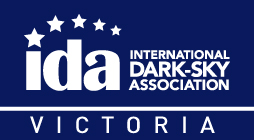 ida
INTERNATIONAL
DARK-SKY
ASSOCIATION
VICTORIA